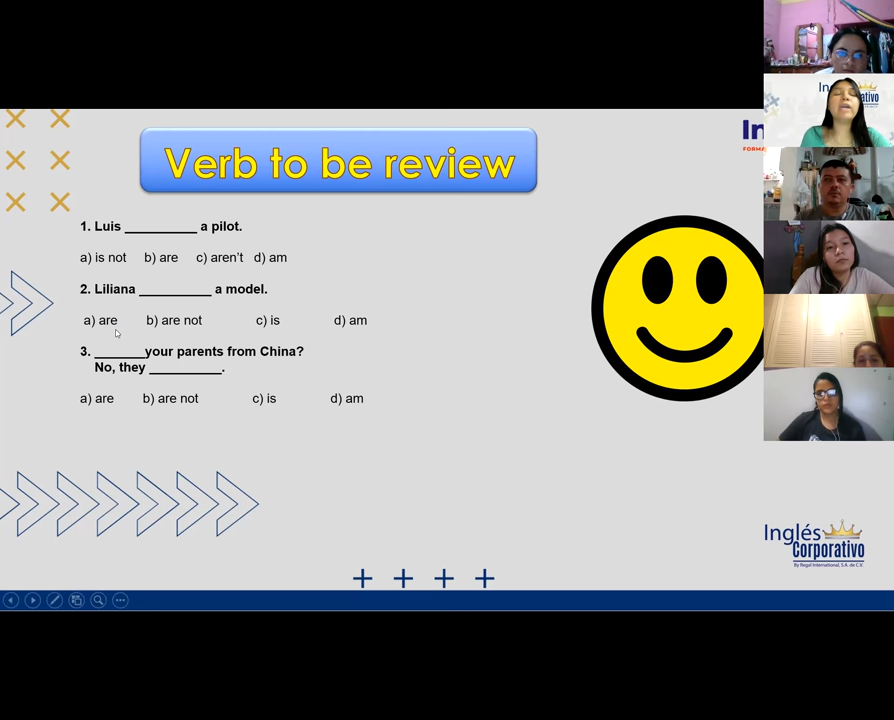 Verb to be review
1. Luis __________ a pilot.
a) is not b) are c) aren't d) am
2. Liliana __________ a model.
a) are b) are not c) is d) am
3. _______your parents from China?
No, they __________.
a) are b) are not c) is d) am
Inglés
Corporativo
By Regal International, S.A. de C.V.